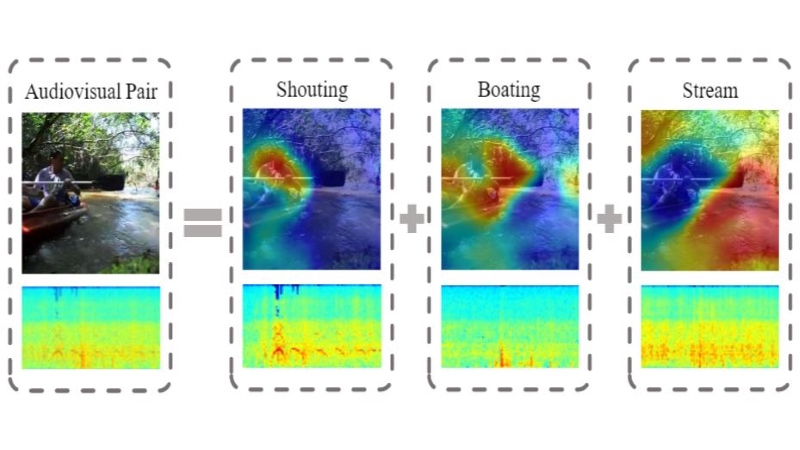 Audiovisual Pair
=
Shouting
+
Boating
+
Stream